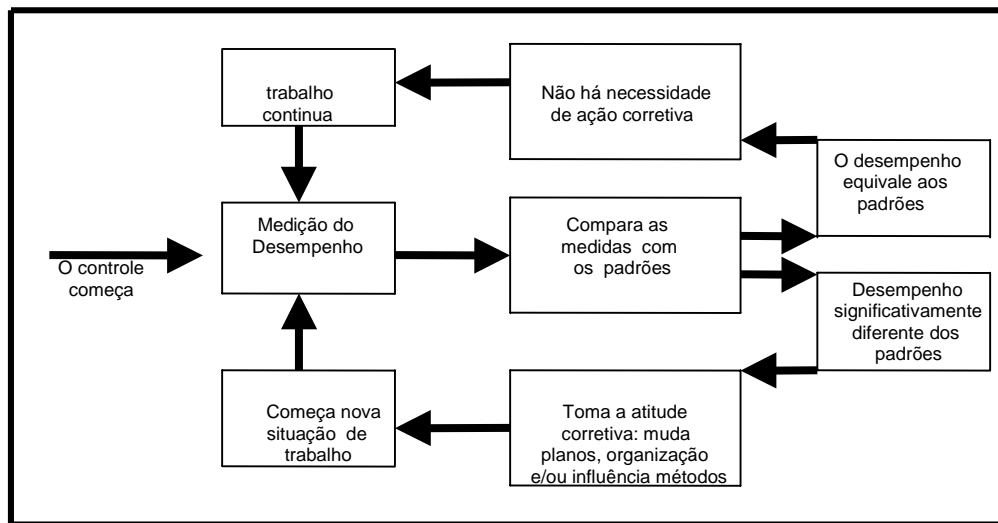 trabalho
continua
Não há necessidade
de ação corretiva
O desempenho
equivale aos
padrões
Medição do
Desempenho
Compara as
medidas com
os padrões
O controle
começa
Desempenho
significativamente
diferente dos
padrões
Começa nova
situação de
trabalho
Toma a atitude
corretiva: muda
planos, organização
e/ou influência métodos